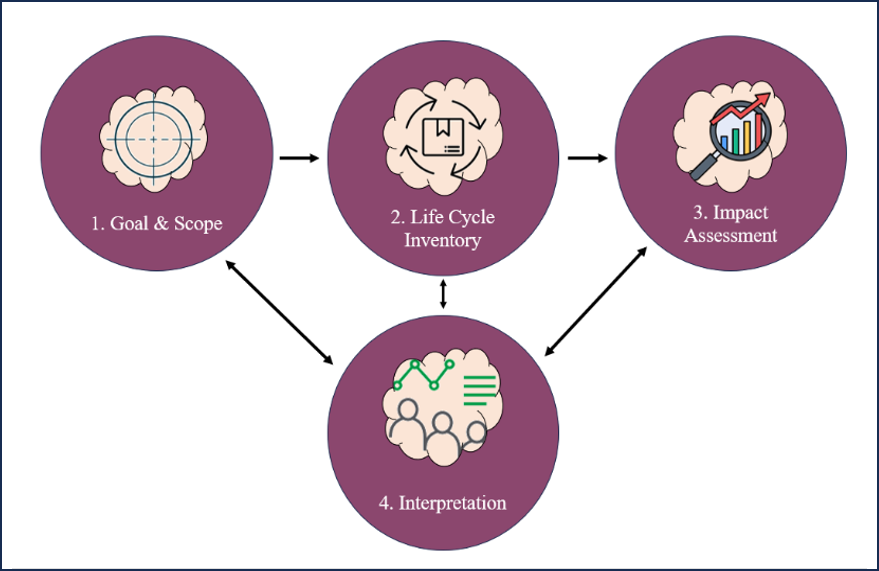 1. Goal & Scope
2. Life Cycle
Inventory
3. Impact
Assessment
4. Interpretation